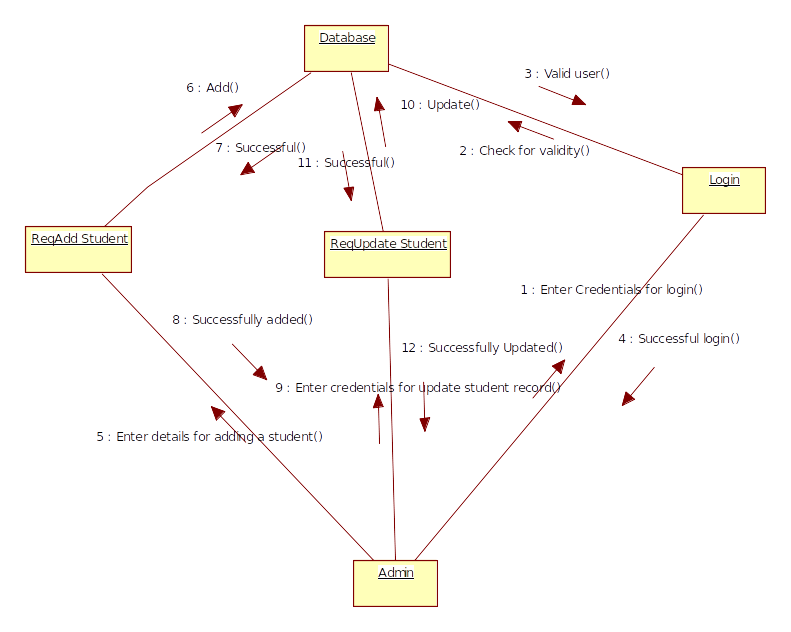 Database
3 : Valid user()
6 : Add()
10 : Update()
7 : Successful()
2 : Check for validity()
11 : Successful()
Login
ReqAdd Student
ReqUpdate Student
1 : Enter Credentials for login()
8 : Successfully added()
4 : Successful login()
12 : Successfully Updated()
9 : Enter credentials for update student record()
5 : Enter details for adding a student()
Admin